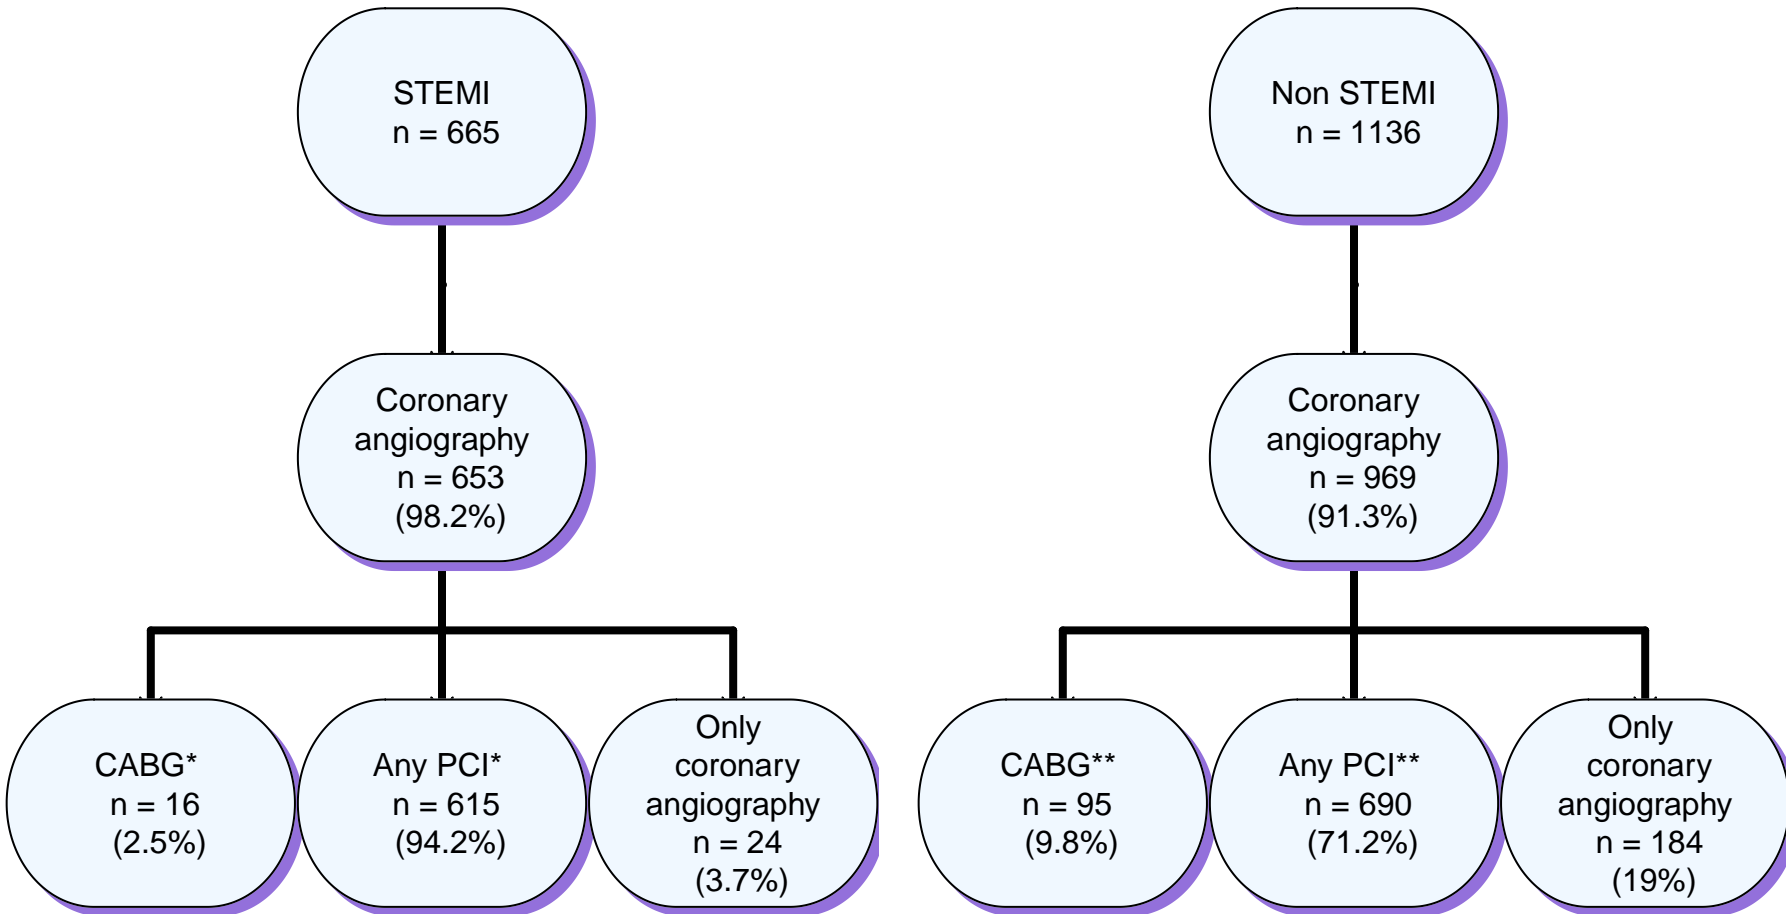 STEMI
n = 665
Coronary
angiography
n = 653
(98.2%)
CABG*
n = 16
(2.5%)
Any PCI*
n = 615
(94.2%)
Only
coronary
angiography
n = 24
(3.7%)
Non STEMI
n = 1136
Coronary
angiography
n = 969
(91.3%)
CABG**
n = 95
(9.8%)
Any PCI**
n = 690
(71.2%)
Only
coronary
angiography
n = 184
(19%)